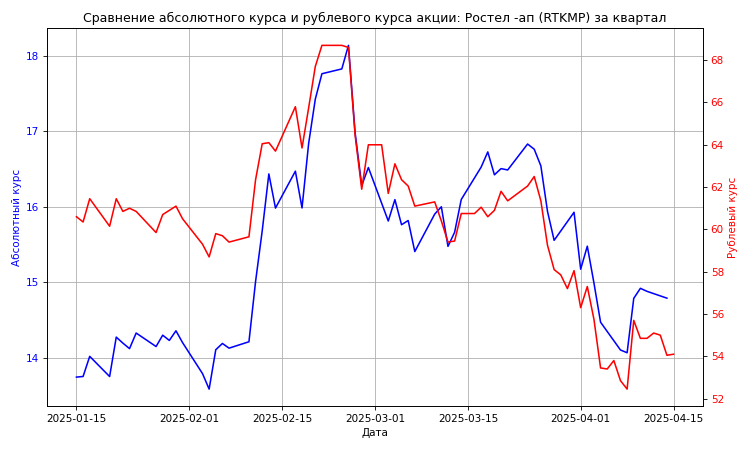 Сравнение абсолютного курса и рублевого курса акции: Ростел -ап (RTKMP) за квартал
Абсолютный курс
18
17
16
15
14
68
66
64
62
60
58
56
54
52
Рублевый курс
2025-01-15 2025-02-01 2025-02-15 2025-03-01 2025-03-15 2025-04-01 2025-04-15
Дата